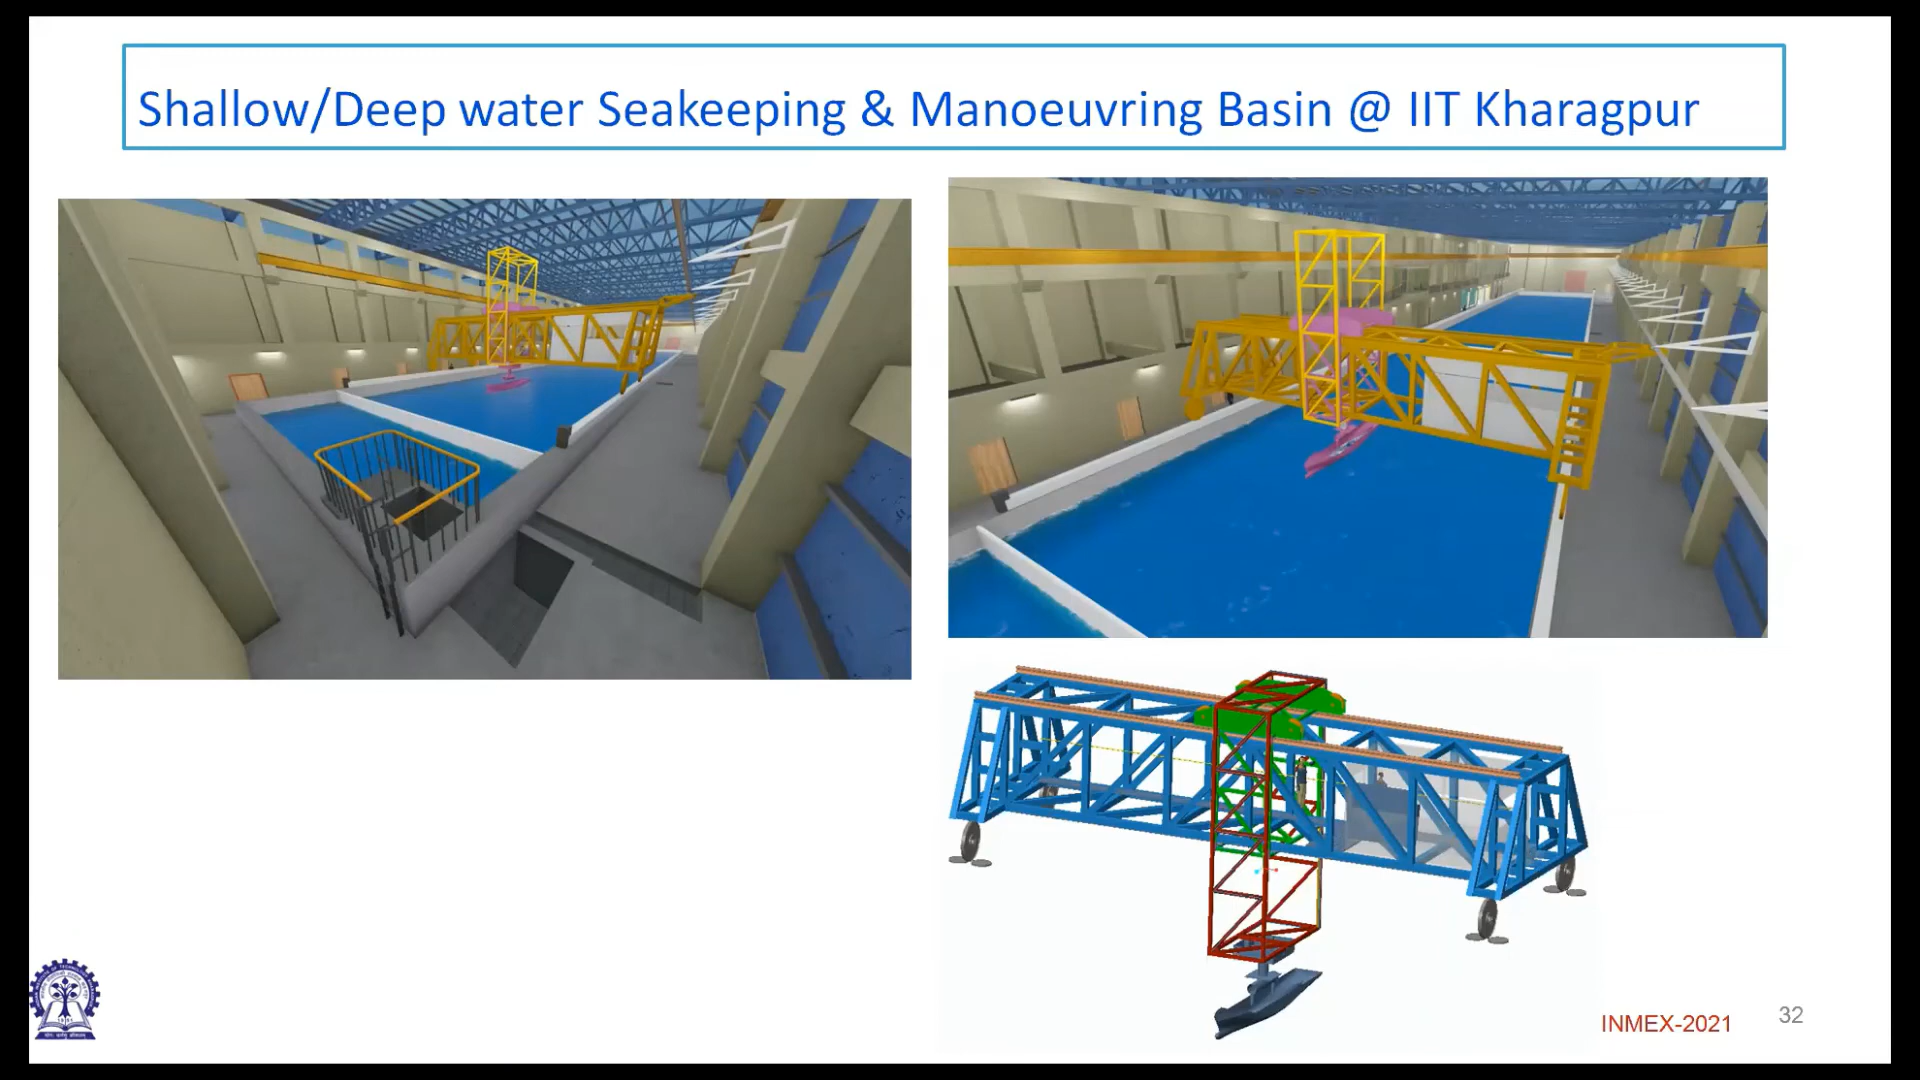 Shallow/Deep water Seakeeping & Manoeuvring Basin @ IIT Kharagpur
INMEX-2021
32